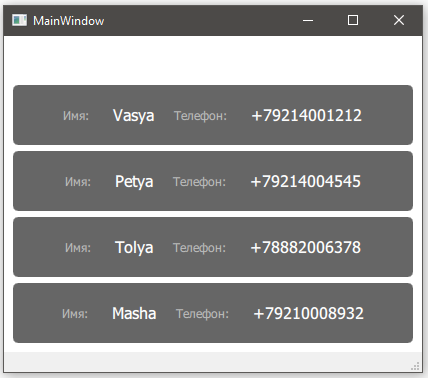 MainWindow
Имя: Vasya Телефон: +79214001212
Имя: Petya Телефон: +79214004545
Имя: Tolya Телефон: +78882006378
Имя: Masha Телефон: +79210008932